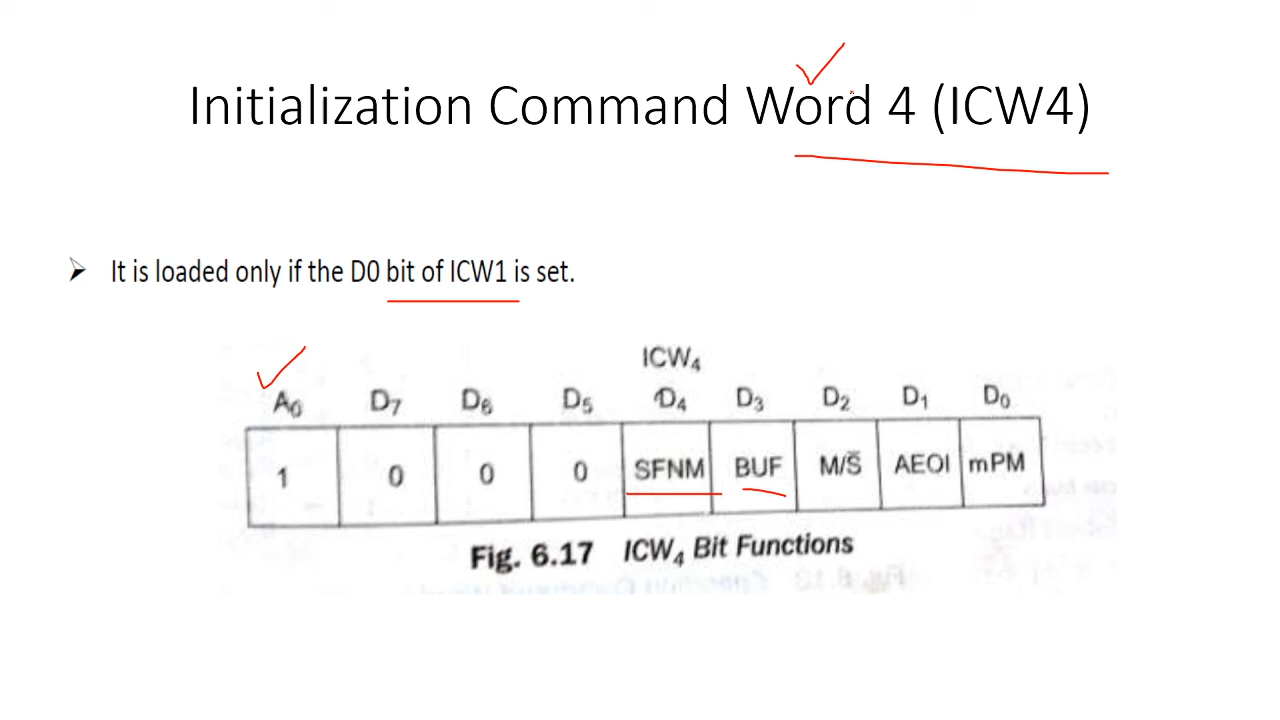 Initialization Command Word 4 (ICW4)
➢ It is loaded only if the D0 bit of ICW1 is set.
ICW₄
A₀ D₇ D₆ D₅ D₄ D₃ D₂ D₁ D₀
1 0 0 0 SFNM BUF M/S̅ AEOI mPM
Fig. 6.17 ICW₄ Bit Functions